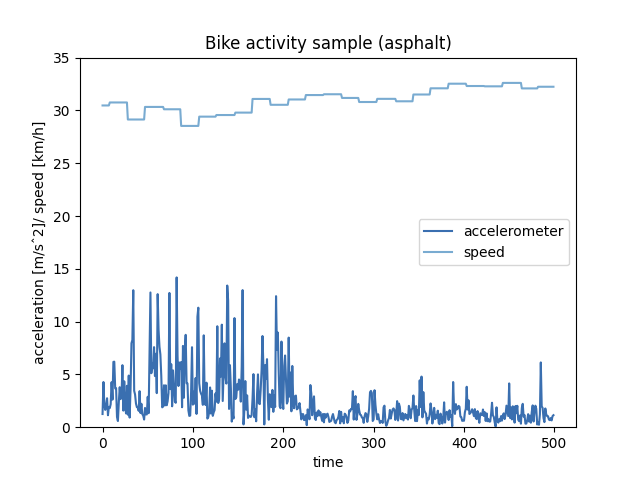 Bike activity sample (asphalt)
acceleration [m/s^2]/ speed [km/h]
35
30
25
20
15
10
5
0
accelerometer
speed
0
100
200
300
400
500
time